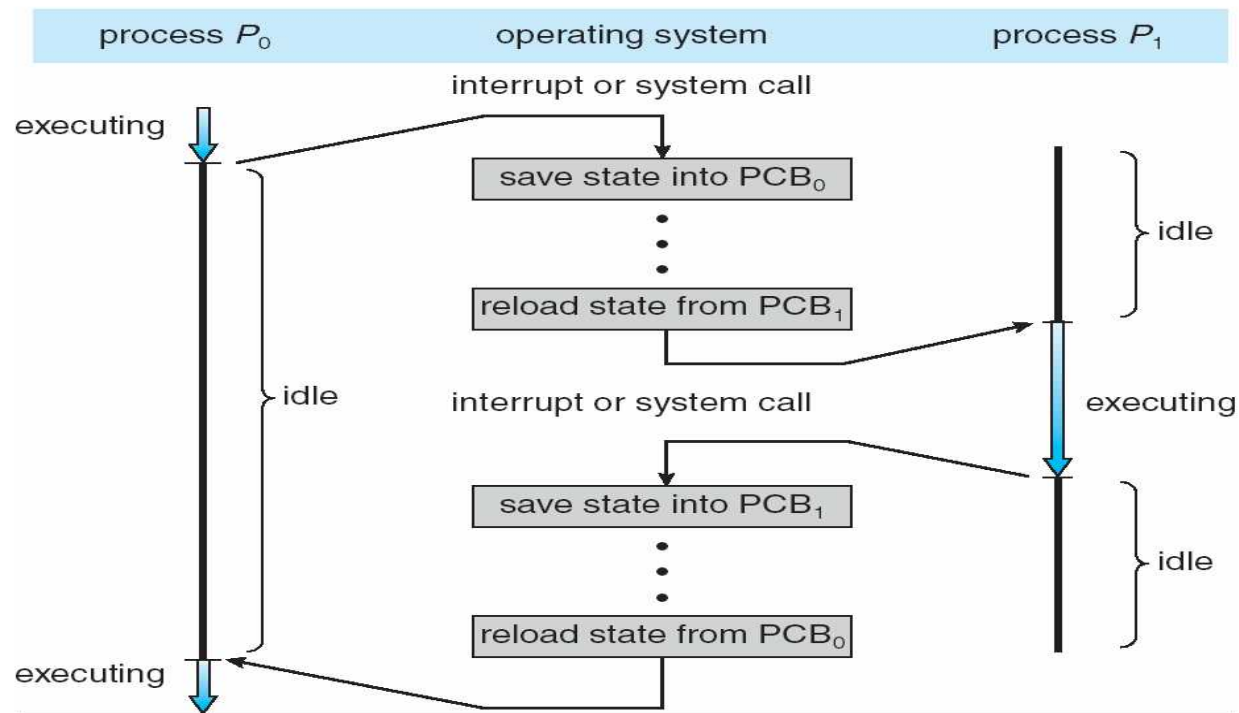 process P₀
operating system
process P₁
interrupt or system call
executing
save state into PCB₀
idle
reload state from PCB₁
idle
interrupt or system call
executing
save state into PCB₁
idle
reload state from PCB₀
executing